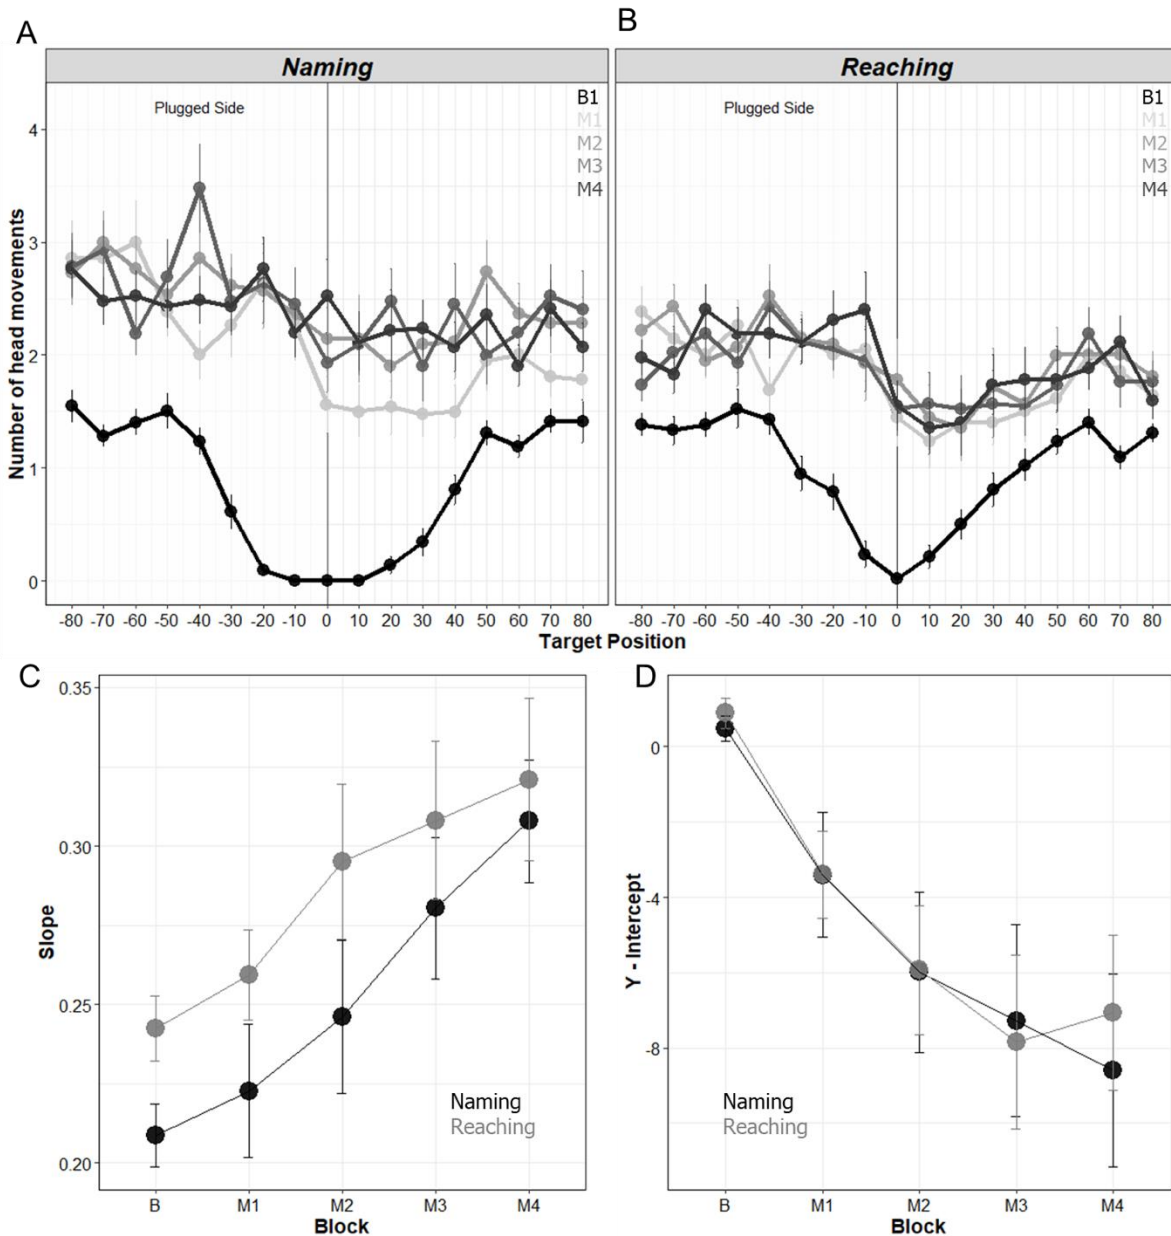 A
B
Naming
Reaching
Plugged Side
Plugged Side
B1
M1
M2
M3
M4
B1
M1
M2
M3
M4
Number of head movements
4
3
2
1
0
-80 -70 -60 -50 -40 -30 -20 -10 0 10 20 30 40 50 60 70 80
-80 -70 -60 -50 -40 -30 -20 -10 0 10 20 30 40 50 60 70 80
Target Position
C
Slope
0.35
0.30
0.25
0.20
Naming
Reaching
B M1 M2 M3 M4
Block
D
Y - Intercept
0
-4
-8
Naming
Reaching
B M1 M2 M3 M4
Block